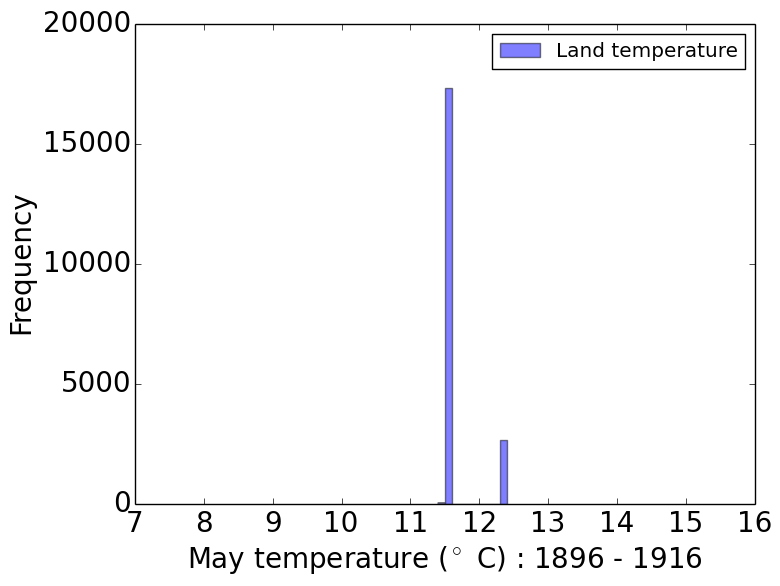 20000
Land temperature
15000
10000
5000
0
Frequency
7 8 9 10 11 12 13 14 15 16
May temperature (° C) : 1896 - 1916